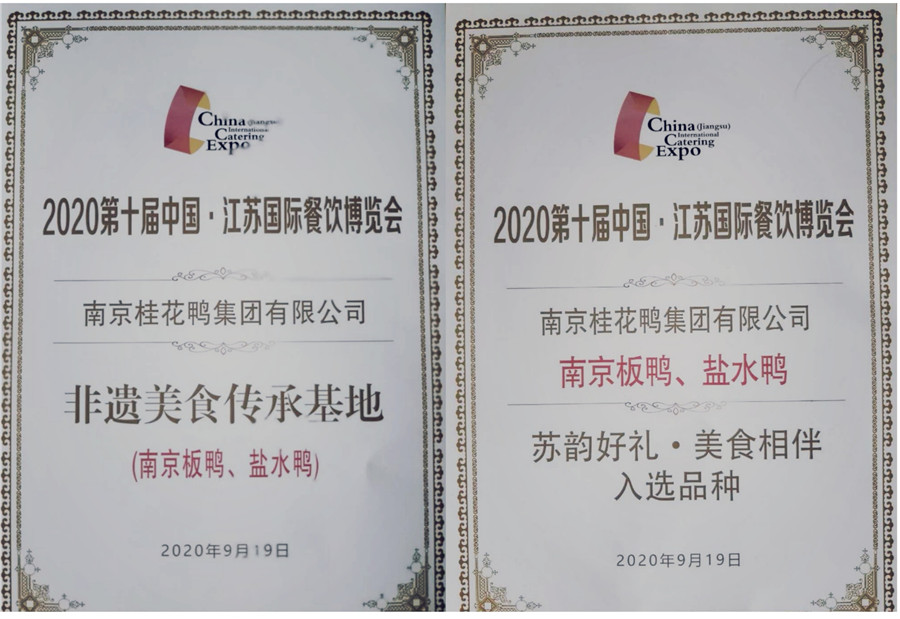 China (Jiangsu)
International
Catering
Expo
2020第十届中国·江苏国际餐饮博览会
南京桂花鸭集团有限公司
非遗美食传承基地
(南京板鸭、盐水鸭)
2020年9月19日
China (Jiangsu)
International
Catering
Expo
2020第十届中国·江苏国际餐饮博览会
南京桂花鸭集团有限公司
南京板鸭、盐水鸭
苏韵好礼·美食相伴
入选品种
2020年9月19日